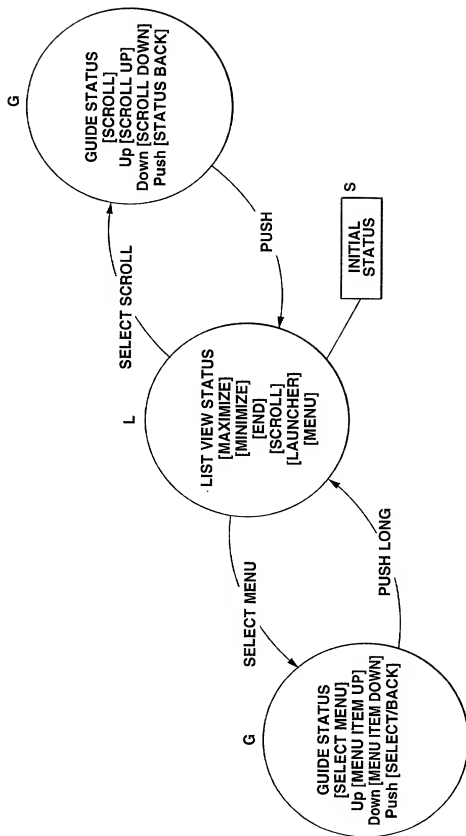 G
GUIDE STATUS
[SELECT MENU]
Up [MENU ITEM UP]
Down [MENU ITEM DOWN]
Push [SELECT/BACK]
SELECT MENU
PUSH LONG
L
LIST VIEW STATUS
[MAXIMIZE]
[MINIMIZE]
[END]
[SCROLL]
[LAUNCHER]
[MENU]
SELECT SCROLL
PUSH
S
INITIAL
STATUS
G
GUIDE STATUS
[SCROLL]
Up [SCROLL UP]
Down [SCROLL DOWN]
Push [STATUS BACK]